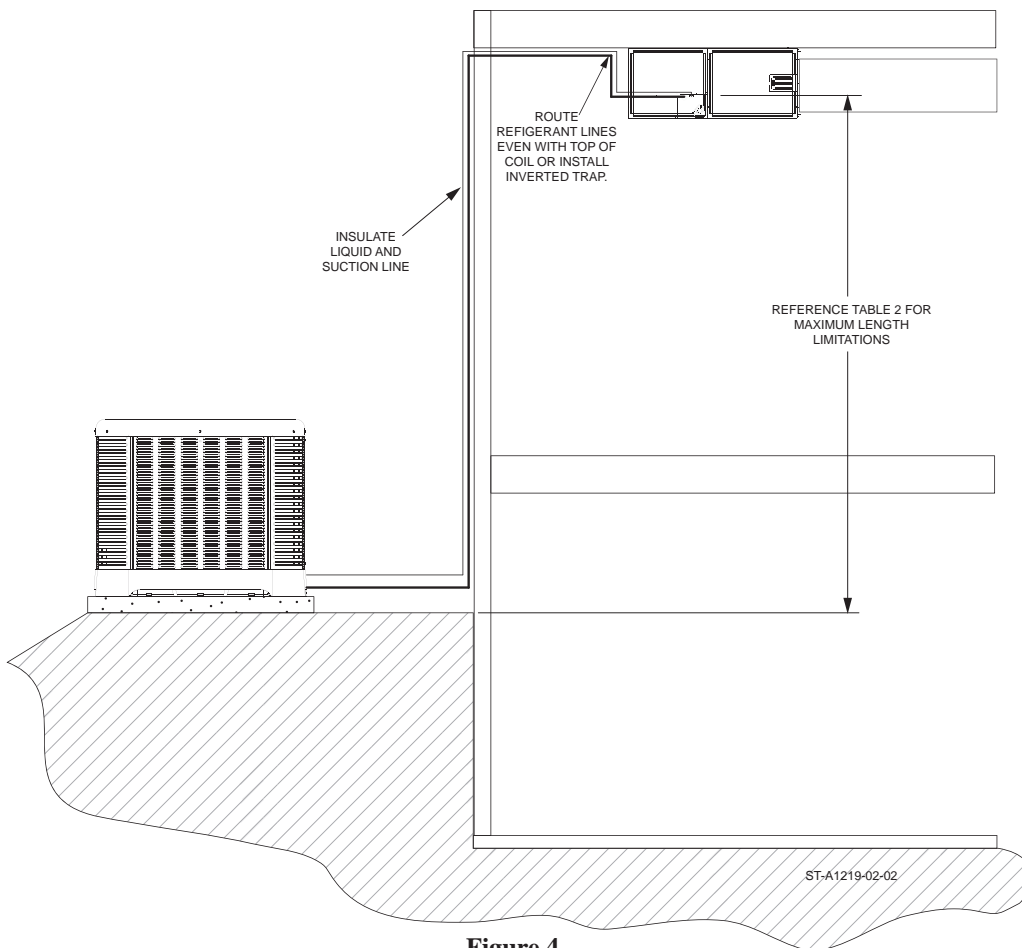 ROUTE
REFIGERANT LINES
EVEN WITH TOP OF
COIL OR INSTALL
INVERTED TRAP.
INSULATE
LIQUID AND
SUCTION LINE
REFERENCE TABLE 2 FOR
MAXIMUM LENGTH
LIMITATIONS
ST-A1219-02-02
Figure 4